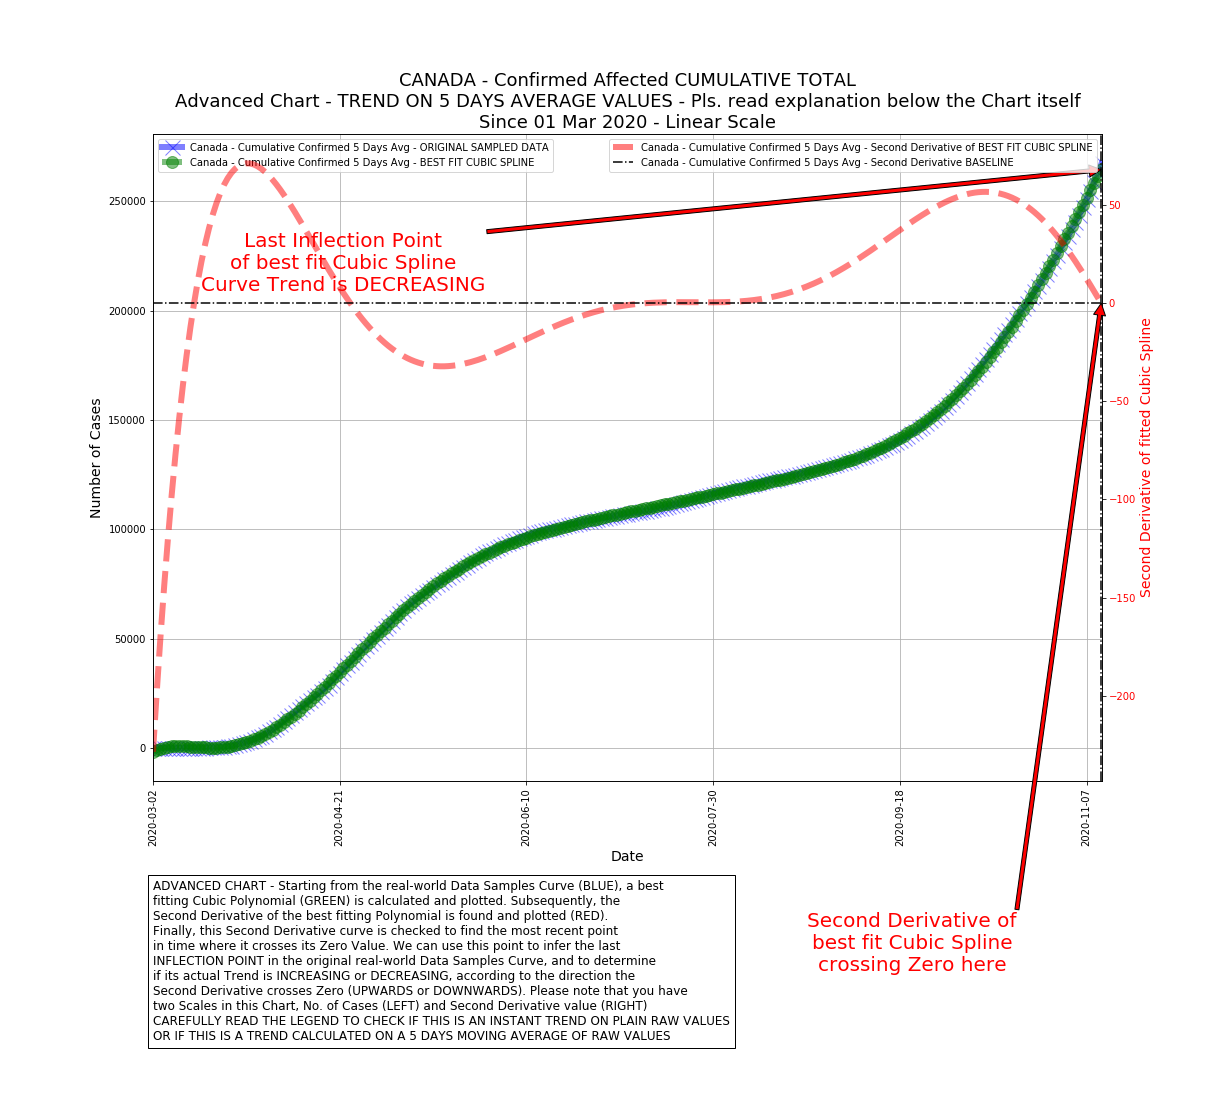 CANADA - Confirmed Affected CUMULATIVE TOTAL
Advanced Chart - TREND ON 5 DAYS AVERAGE VALUES - Pls. read explanation below the Chart itself
Since 01 Mar 2020 - Linear Scale
Canada - Cumulative Confirmed 5 Days Avg - ORIGINAL SAMPLED DATA
Canada - Cumulative Confirmed 5 Days Avg - BEST FIT CUBIC SPLINE
Canada - Cumulative Confirmed 5 Days Avg - Second Derivative of BEST FIT CUBIC SPLINE
Canada - Cumulative Confirmed 5 Days Avg - Second Derivative BASELINE
Last Inflection Point
of best fit Cubic Spline
Curve Trend is DECREASING
Number of Cases
250000
200000
150000
100000
50000
0
50
0
−50
−100
−150
−200
Second Derivative of fitted Cubic Spline
2020-03-02
2020-04-21
2020-06-10
2020-07-30
2020-09-18
2020-11-07
Date
ADVANCED CHART - Starting from the real-world Data Samples Curve (BLUE), a best
fitting Cubic Polynomial (GREEN) is calculated and plotted. Subsequently, the
Second Derivative of the best fitting Polynomial is found and plotted (RED).
Finally, this Second Derivative curve is checked to find the most recent point
in time where it crosses its Zero Value. We can use this point to infer the last
INFLECTION POINT in the original real-world Data Samples Curve, and to determine
if its actual Trend is INCREASING or DECREASING, according to the direction the
Second Derivative crosses Zero (UPWARDS or DOWNWARDS). Please note that you have
two Scales in this Chart, No. of Cases (LEFT) and Second Derivative value (RIGHT)
CAREFULLY READ THE LEGEND TO CHECK IF THIS IS AN INSTANT TREND ON PLAIN RAW VALUES
OR IF THIS IS A TREND CALCULATED ON A 5 DAYS MOVING AVERAGE OF RAW VALUES
Second Derivative of
best fit Cubic Spline
crossing Zero here